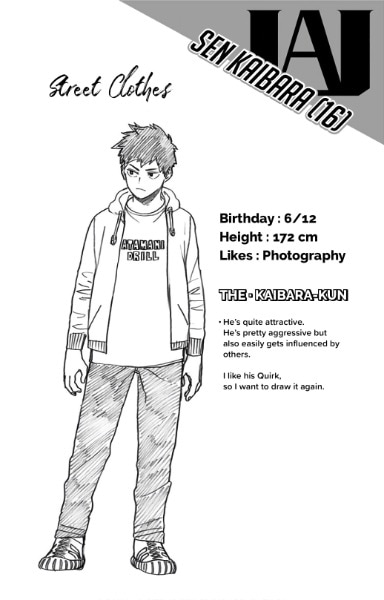 UA
SEN KAIBARA (16)
Street Clothes
ATAMANI
DRILL
Birthday : 6/12
Height : 172 cm
Likes : Photography
THE • KAIBARA-KUN
• He's quite attractive.
He's pretty aggressive but
also easily gets influenced by
others.
I like his Quirk,
so I want to draw it again.